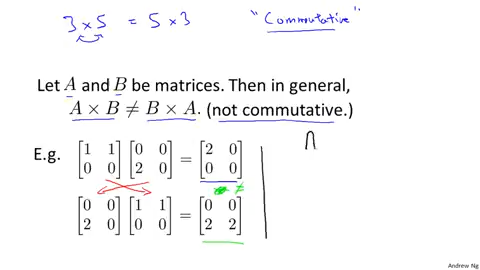 3 × 5 = 5 × 3 "Commutative"
Let A and B be matrices. Then in general,
A × B ≠ B × A. (not commutative.)
E.g. [1 1; 0 0] [0 0; 2 0] = [2 0; 0 0]
≠
[0 0; 2 0] [1 1; 0 0] = [0 0; 2 2]
Andrew Ng